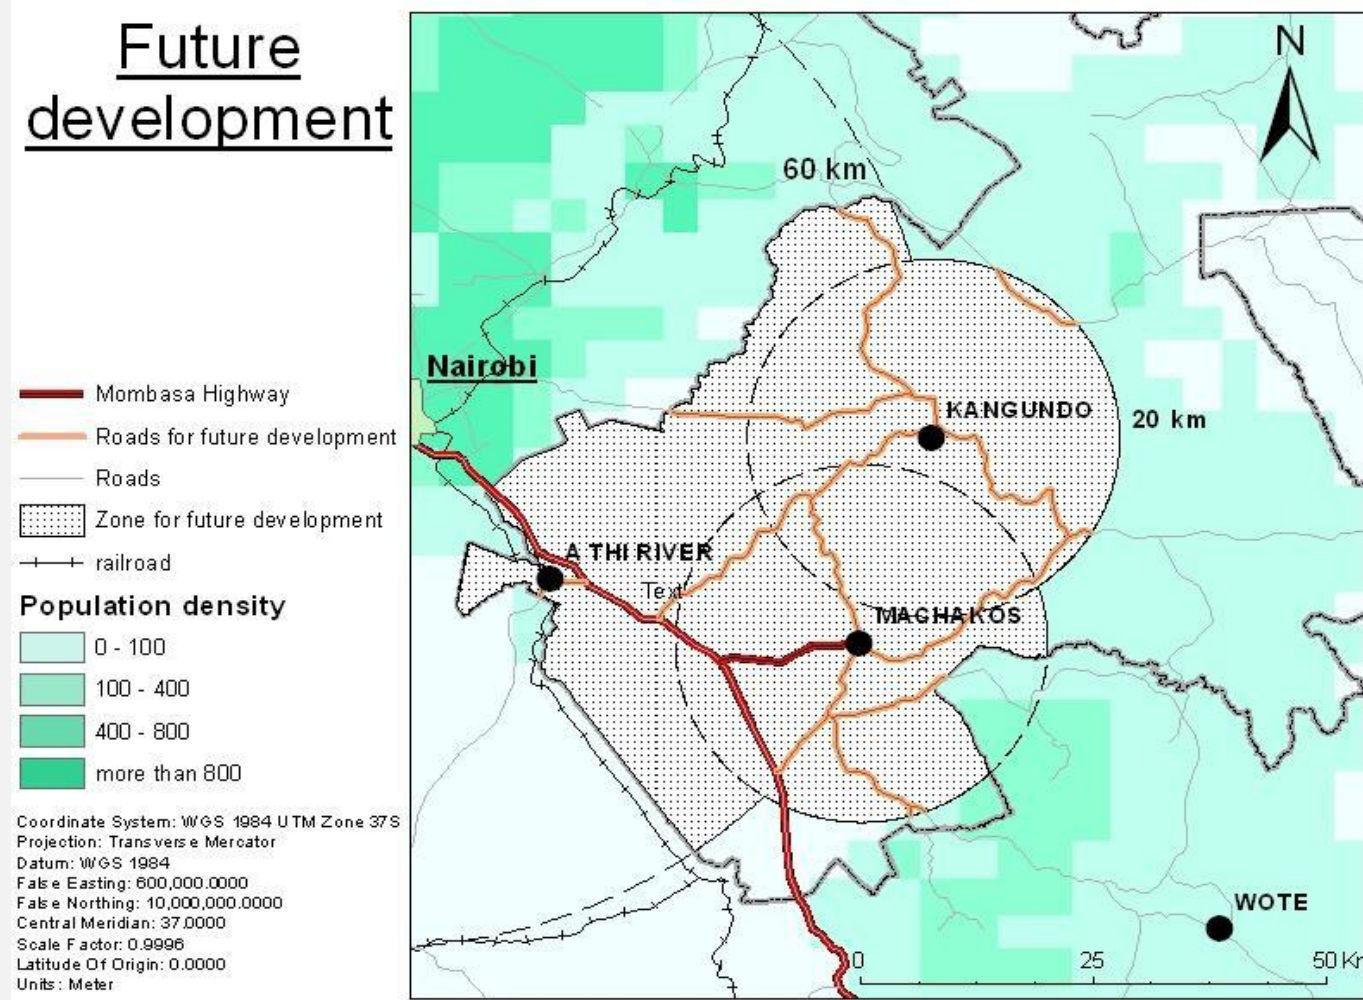 Future
development
Mombasa Highway
Roads for future development
Roads
Zone for future development
railroad
Population density
0 - 100
100 - 400
400 - 800
more than 800
Coordinate System: WGS 1984 UTM Zone 37S
Projection: Transverse Mercator
Datum: WGS 1984
False Easting: 600,000.0000
False Northing: 10,000,000.0000
Central Meridian: 37.0000
Scale Factor: 0.9996
Latitude Of Origin: 0.0000
Units: Meter
N
60 km
Nairobi
KANGUNDO
20 km
ATHI RIVER
Text
MACHAKOS
WOTE
0 25 50 Km